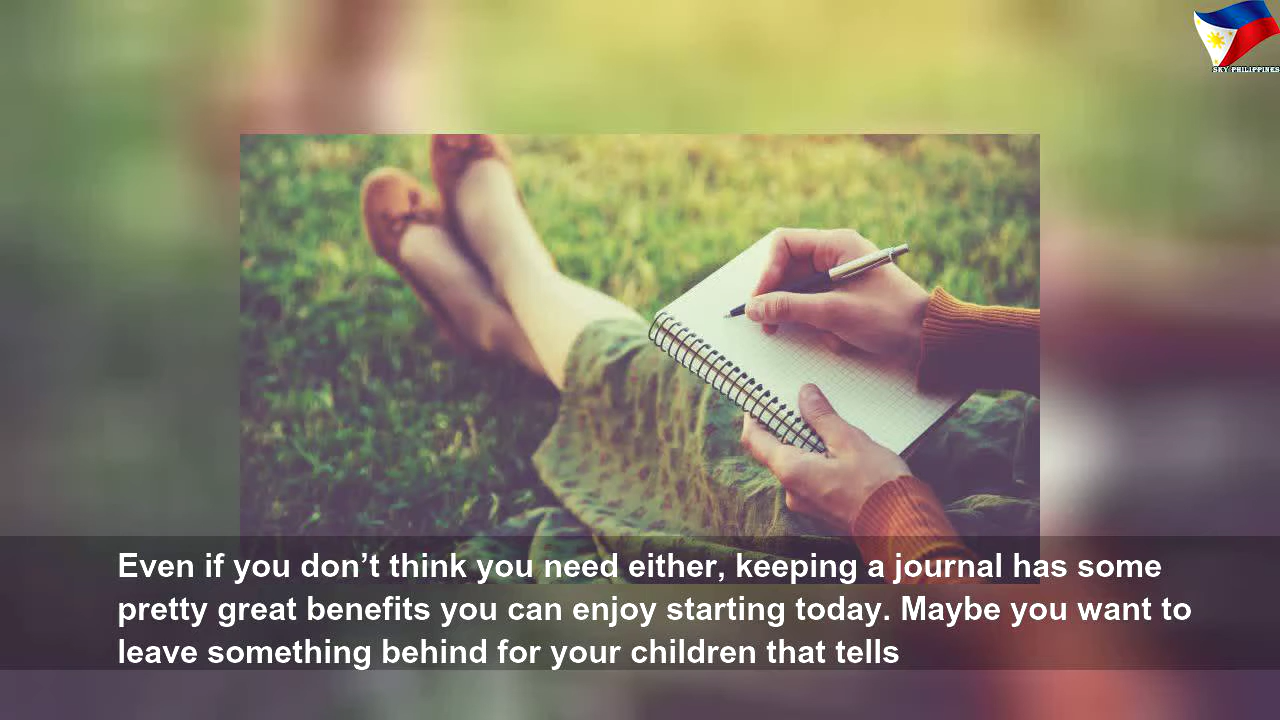 SKY PHILIPPINES
Even if you don’t think you need either, keeping a journal has some
pretty great benefits you can enjoy starting today. Maybe you want to
leave something behind for your children that tells